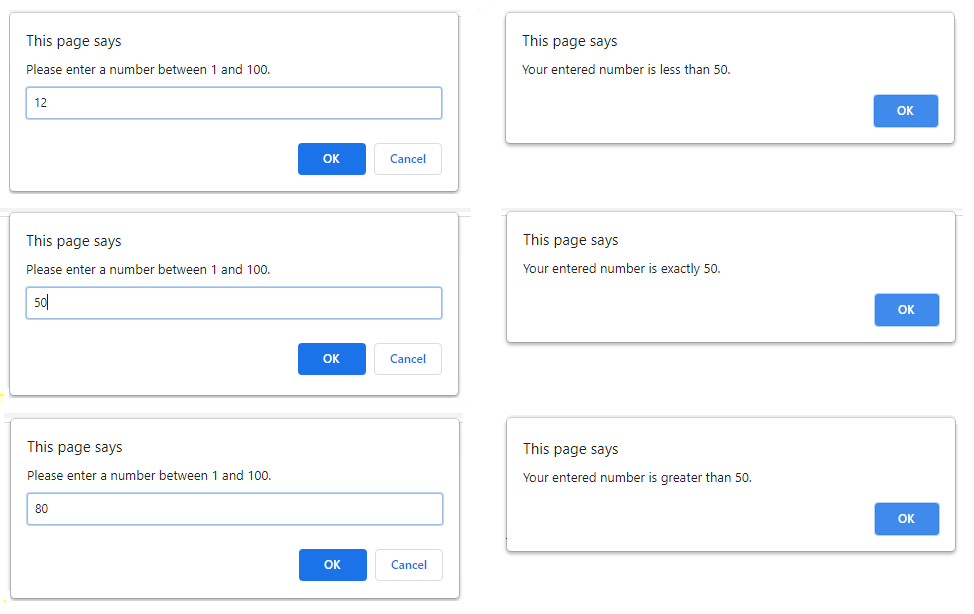 This page says
Please enter a number between 1 and 100.
12
OK Cancel
This page says
Your entered number is less than 50.
OK
This page says
Please enter a number between 1 and 100.
50
OK Cancel
This page says
Your entered number is exactly 50.
OK
This page says
Please enter a number between 1 and 100.
80
OK Cancel
This page says
Your entered number is greater than 50.
OK